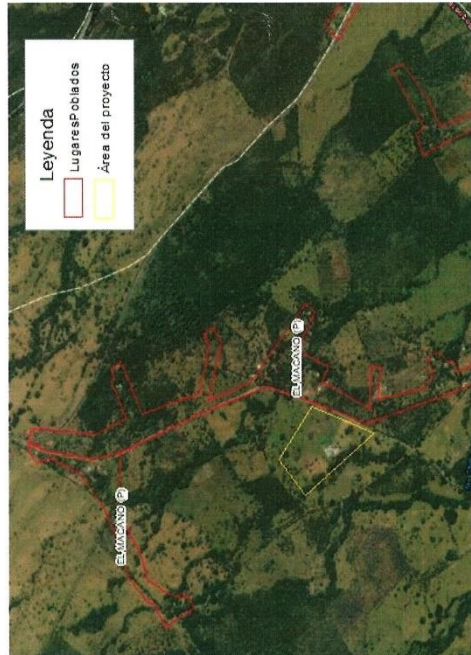 Leyenda
LugaresPoblados
Área del proyecto
EL MACANO (P)
EL MACANO (P)